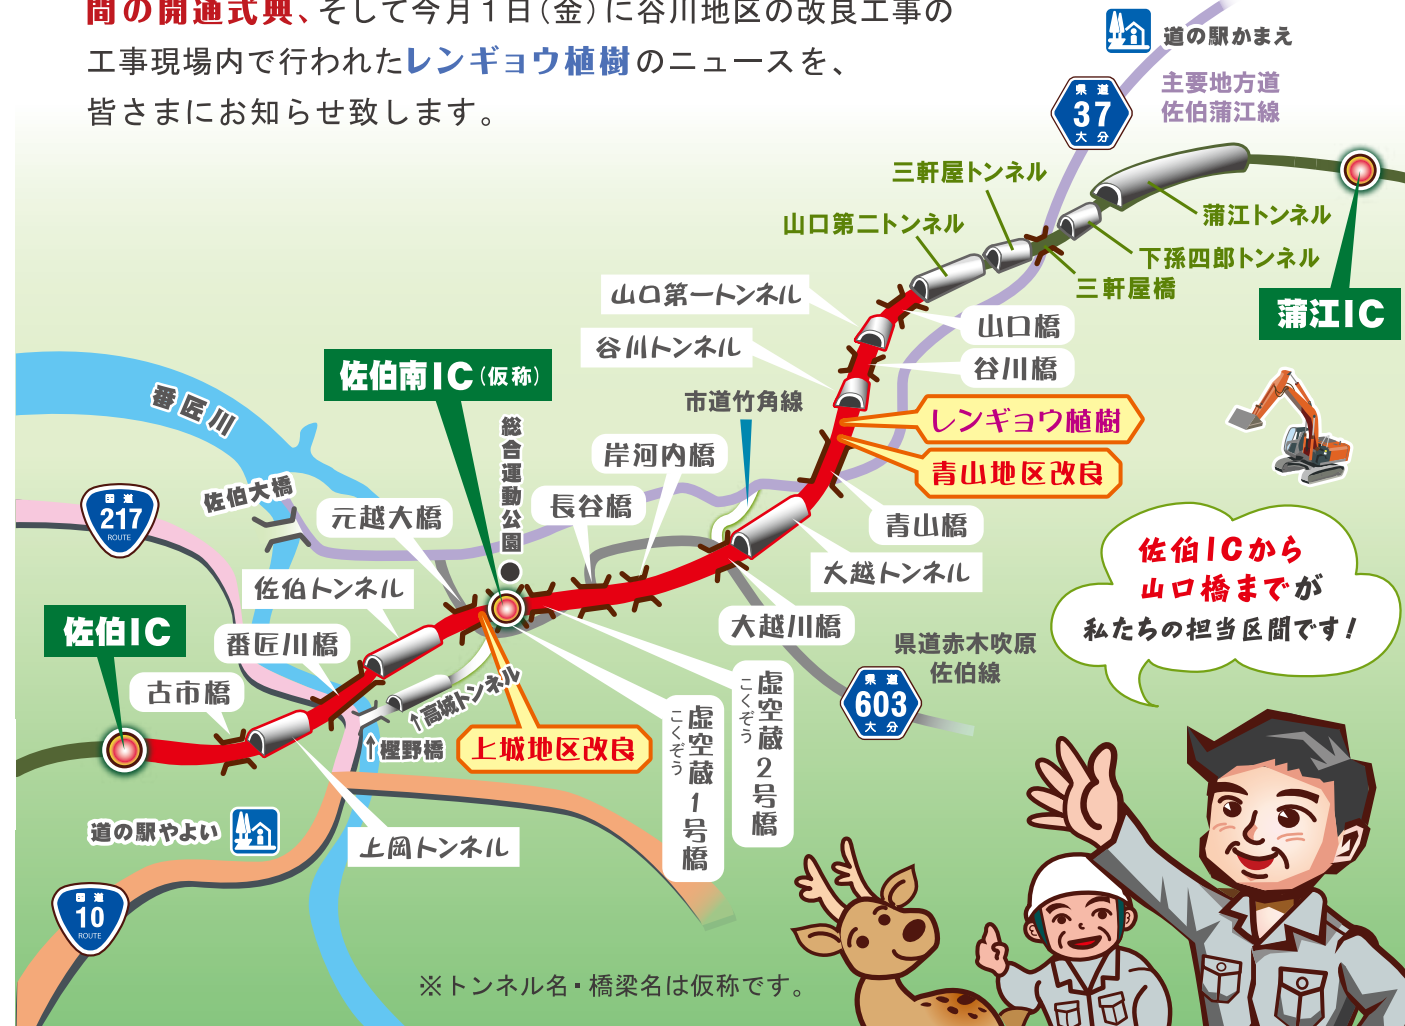 間の開通式典、そして今月1日(金)に谷川地区の改良工事の
工事現場内で行われたレンギョウ植樹のニュースを、
皆さまにお知らせ致します。
道の駅かまえ
主要地方道
佐伯蒲江線
県道
37
大分
三軒屋トンネル
山口第二トンネル
蒲江トンネル
下孫四郎トンネル
三軒屋橋
蒲江IC
山口第一トンネル
山口橋
谷川トンネル
谷川橋
佐伯南IC(仮称)
番匠川
市道竹角線
レンギョウ植樹
青山地区改良
総合運動公園
岸河内橋
佐伯大橋
長谷橋
元越大橋
青山橋
国道
217
ROUTE
大越トンネル
佐伯トンネル
佐伯ICから
山口橋までが
私たちの担当区間です!
佐伯IC
番匠川橋
大越川橋
県道赤木吹原
佐伯線
古市橋
↑高城トンネル
虚空蔵2号橋
こくぞう
虚空蔵1号橋
こくぞう
県道
603
大分
↑樫野橋
上城地区改良
道の駅やよい
上岡トンネル
国道
10
ROUTE
※トンネル名・橋梁名は仮称です。